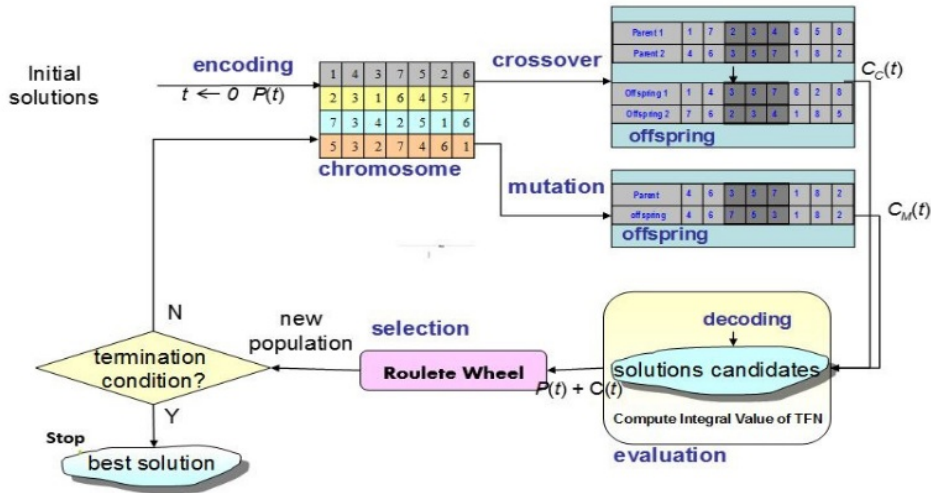 Initial
solutions
encoding
t ← 0 P(t)
1 4 3 7 5 2 6
2 3 1 6 4 5 7
7 3 4 2 5 1 6
5 3 2 7 4 6 1
chromosome
crossover
Parent 1 1 7 2 3 4 6 5 8
Parent 2 4 6 3 5 7 1 8 2
Offspring 1 1 4 3 5 7 6 2 8
Offspring 2 7 6 2 3 4 1 8 5
offspring
C_C(t)
mutation
Parent 4 6 3 5 7 1 8 2
offspring 4 6 7 5 3 1 8 2
offspring
C_M(t)
decoding
solutions candidates
Compute Integral Value of TFN
evaluation
P(t) + C(t)
selection
Roulete Wheel
new
population
N
termination
condition?
Y
Stop
best solution